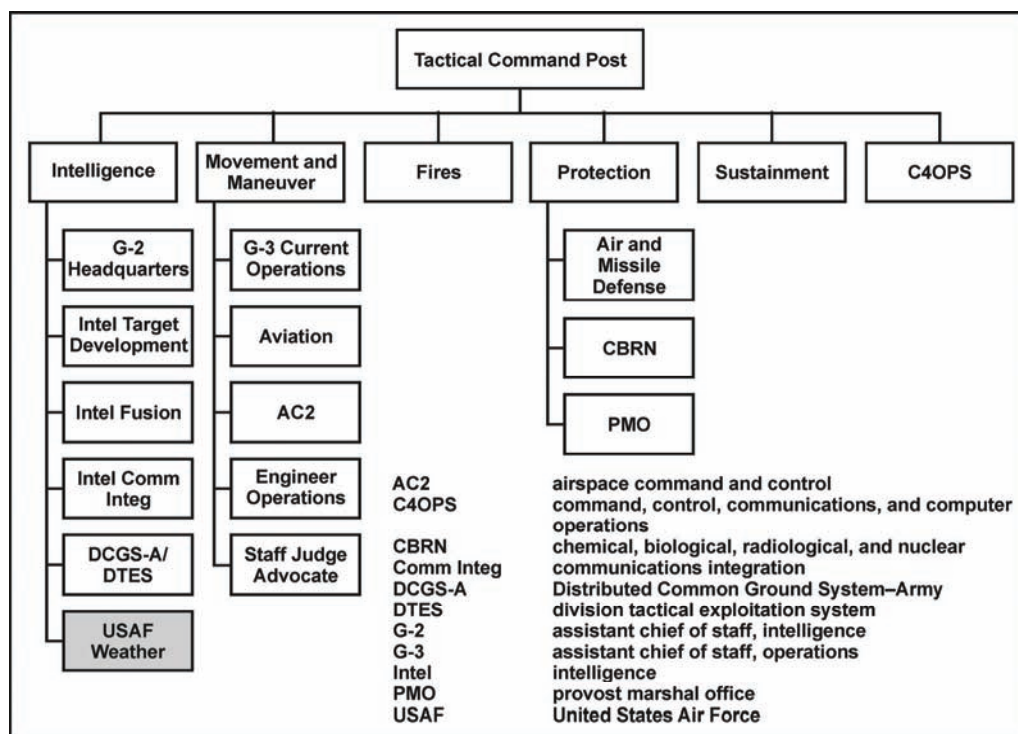 Tactical Command Post
Intelligence
Movement and
Maneuver
Fires
Protection
Sustainment
C4OPS
G-2
Headquarters
Intel Target
Development
Intel Fusion
Intel Comm
Integ
DCGS-A/
DTES
USAF
Weather
G-3 Current
Operations
Aviation
AC2
Engineer
Operations
Staff Judge
Advocate
Air and
Missile
Defense
CBRN
PMO
AC2 airspace command and control
C4OPS command, control, communications, and computer
operations
CBRN chemical, biological, radiological, and nuclear
Comm Integ communications integration
DCGS-A Distributed Common Ground System–Army
DTES division tactical exploitation system
G-2 assistant chief of staff, intelligence
G-3 assistant chief of staff, operations
Intel intelligence
PMO provost marshal office
USAF United States Air Force